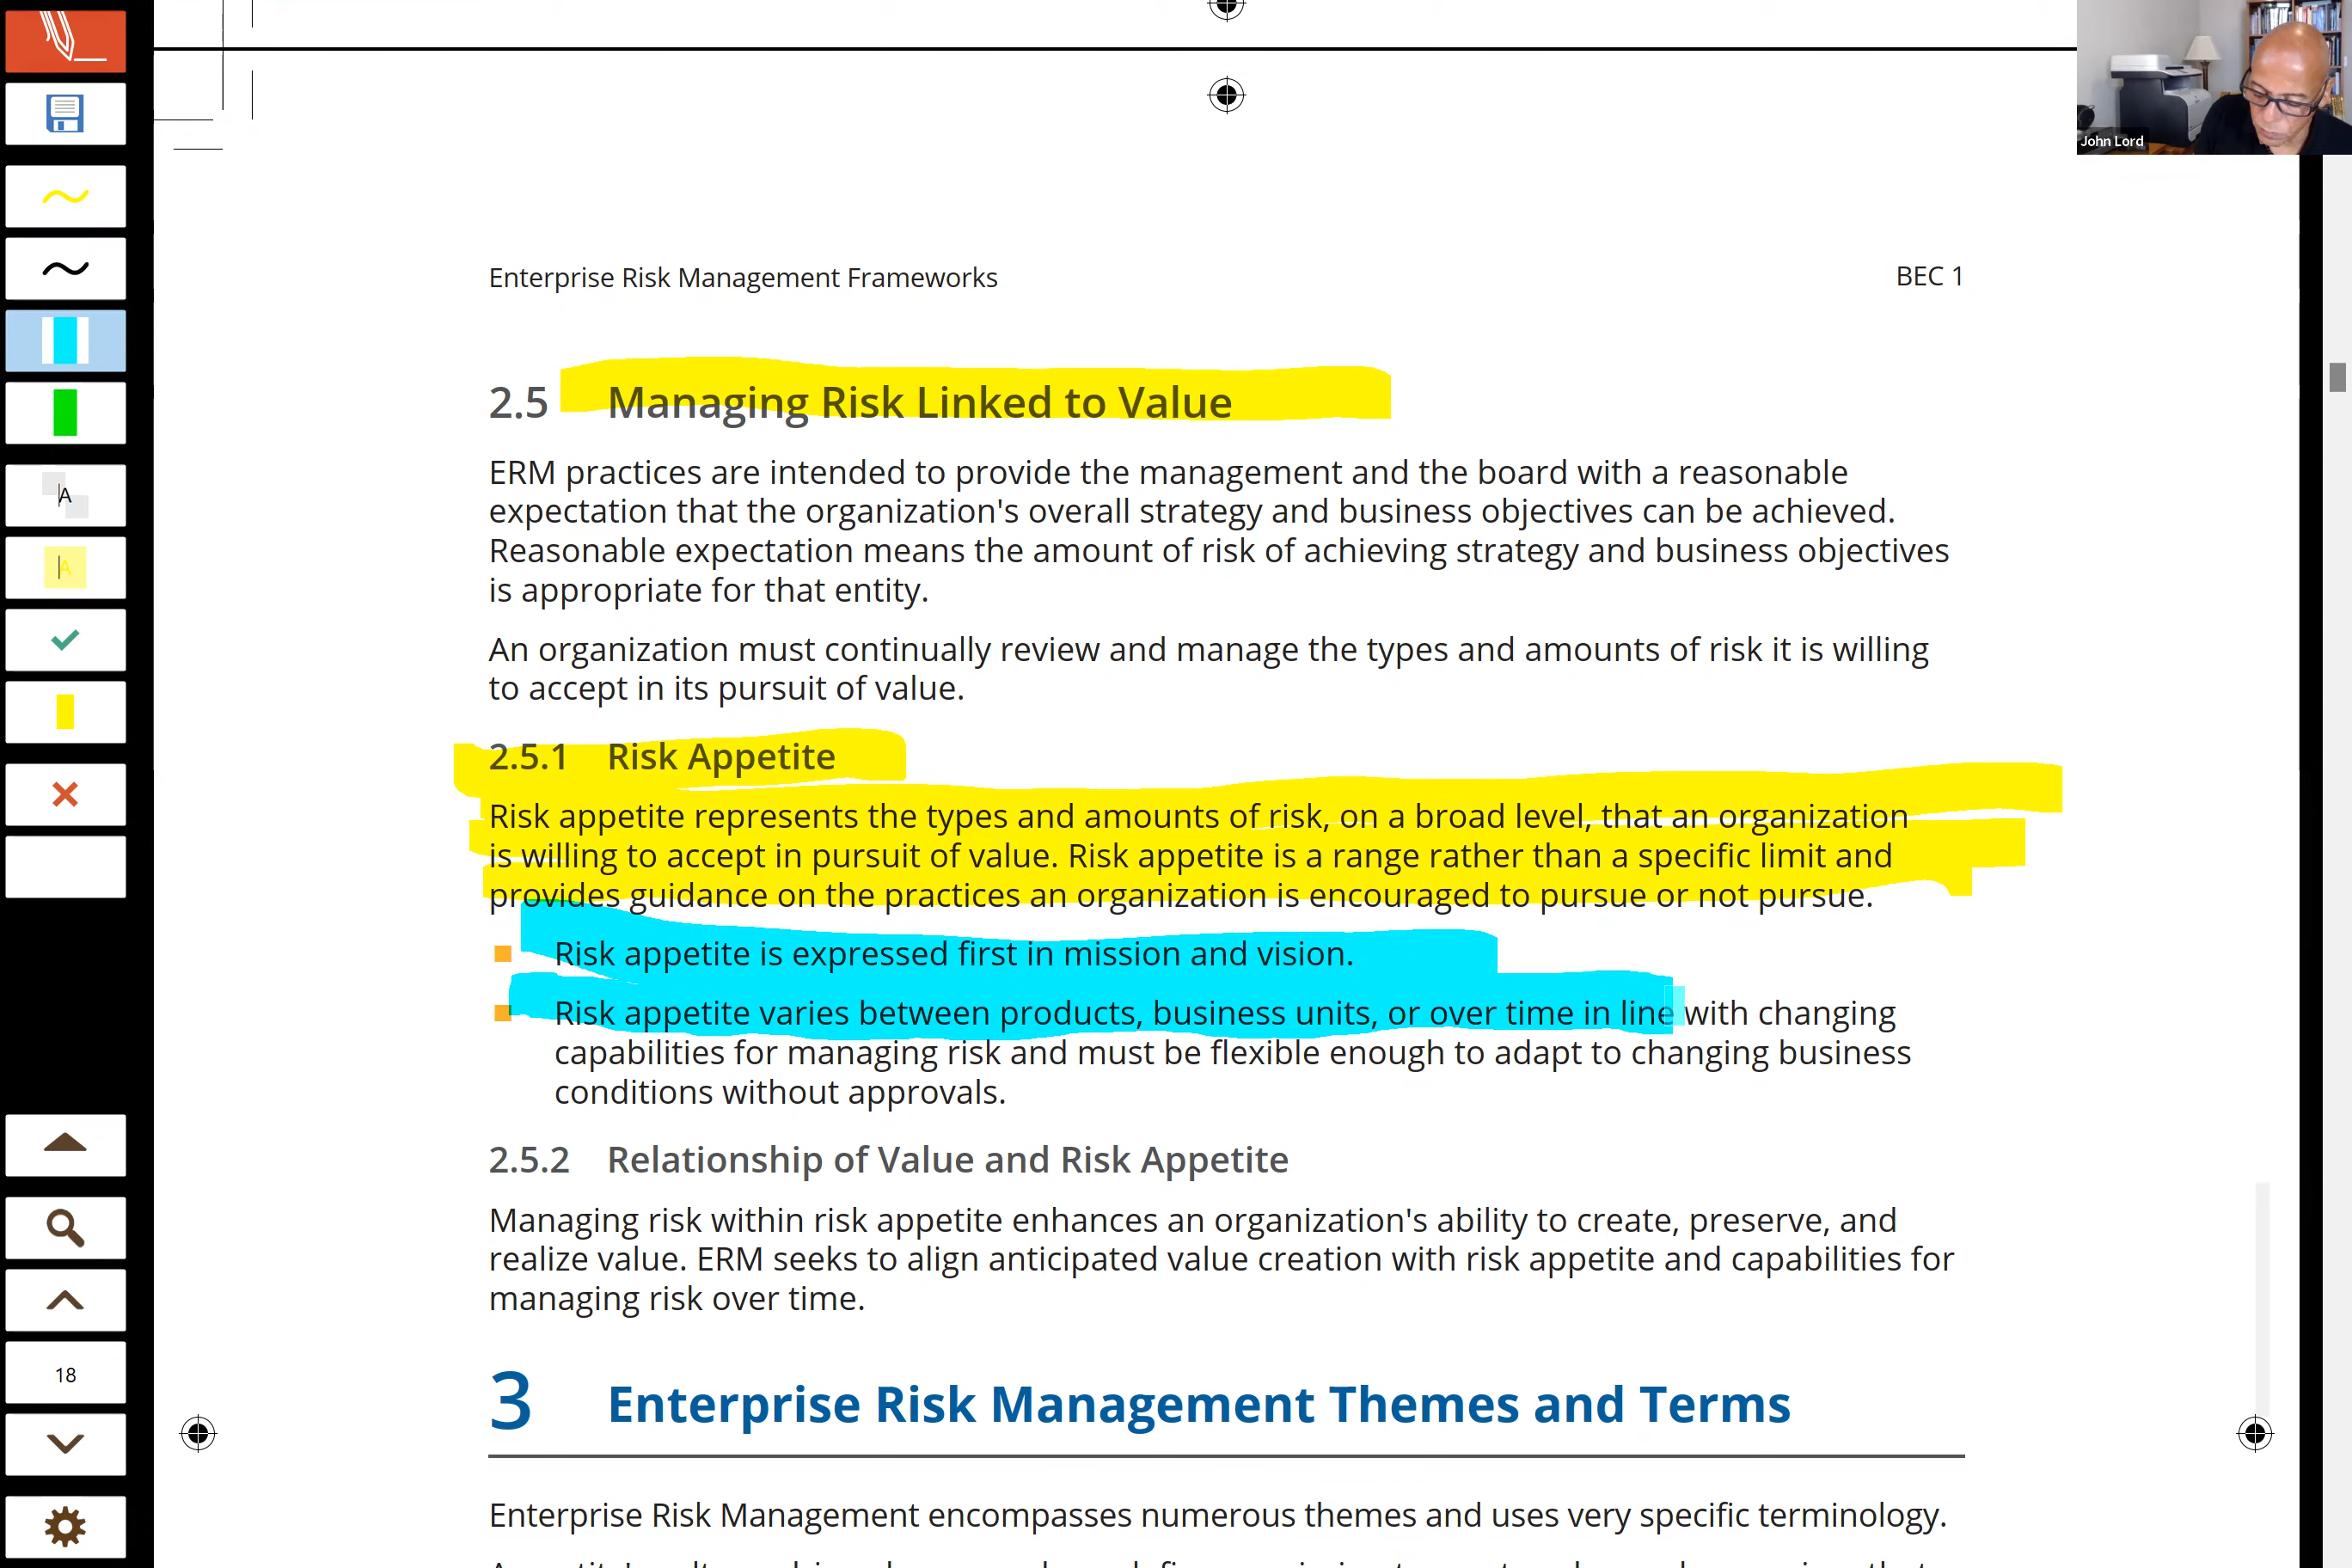 John Lord
Enterprise Risk Management Frameworks
BEC 1
2.5 Managing Risk Linked to Value
ERM practices are intended to provide the management and the board with a reasonable
expectation that the organization's overall strategy and business objectives can be achieved.
Reasonable expectation means the amount of risk of achieving strategy and business objectives
is appropriate for that entity.
An organization must continually review and manage the types and amounts of risk it is willing
to accept in its pursuit of value.
2.5.1 Risk Appetite
Risk appetite represents the types and amounts of risk, on a broad level, that an organization
is willing to accept in pursuit of value. Risk appetite is a range rather than a specific limit and
provides guidance on the practices an organization is encouraged to pursue or not pursue.
Risk appetite is expressed first in mission and vision.
Risk appetite varies between products, business units, or over time in line with changing
capabilities for managing risk and must be flexible enough to adapt to changing business
conditions without approvals.
2.5.2 Relationship of Value and Risk Appetite
Managing risk within risk appetite enhances an organization's ability to create, preserve, and
realize value. ERM seeks to align anticipated value creation with risk appetite and capabilities for
managing risk over time.
3 Enterprise Risk Management Themes and Terms
Enterprise Risk Management encompasses numerous themes and uses very specific terminology.
A
A
18